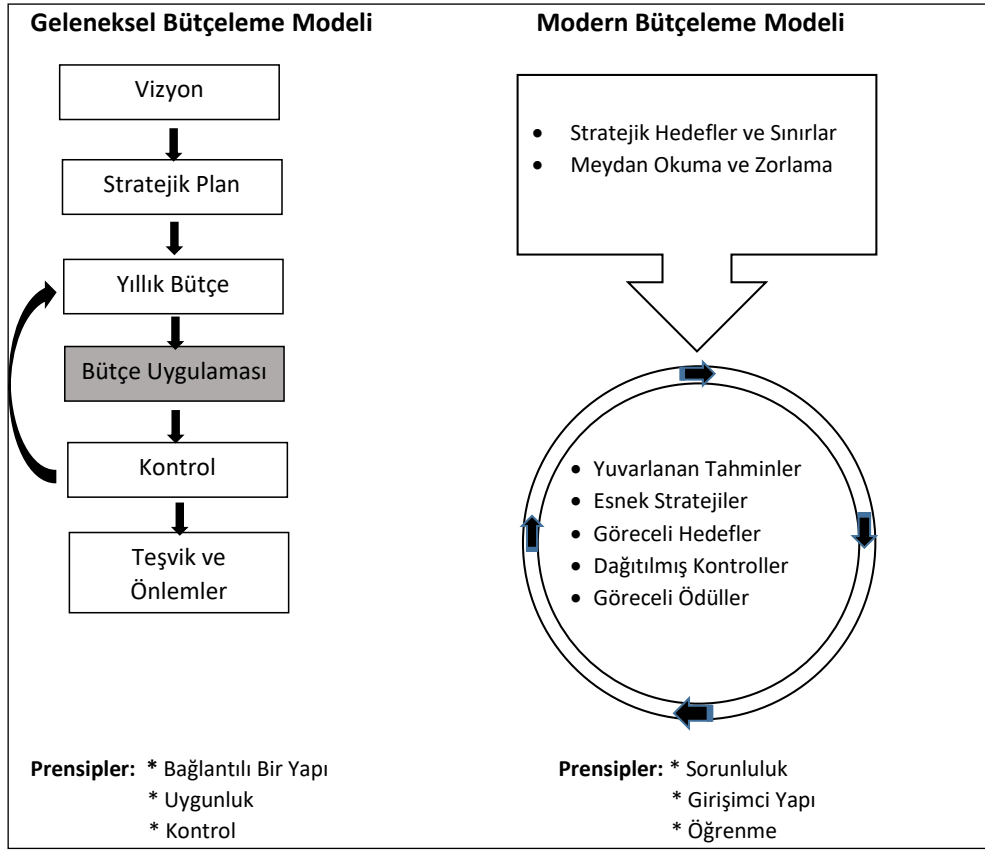 Geleneksel Bütçeleme Modeli
Vizyon
Stratejik Plan
Yıllık Bütçe
Bütçe Uygulaması
Kontrol
Teşvik ve
Önlemler
Prensipler: * Bağlantılı Bir Yapı
* Uygunluk
* Kontrol
Modern Bütçeleme Modeli
• Stratejik Hedefler ve Sınırlar
• Meydan Okuma ve Zorlama
• Yuvarlanan Tahminler
• Esnek Stratejiler
• Göreceli Hedefler
• Dağıtılmış Kontroller
• Göreceli Ödüller
Prensipler: * Sorunluluk
* Girişimci Yapı
* Öğrenme